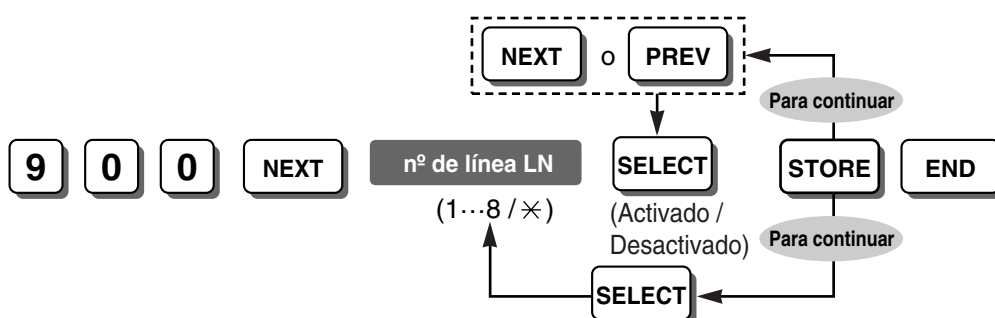 NEXT o PREV
Para continuar
9 0 0 NEXT nº de línea LN SELECT STORE END
(1···8 / ✳)
(Activado /
Desactivado)
Para continuar
SELECT